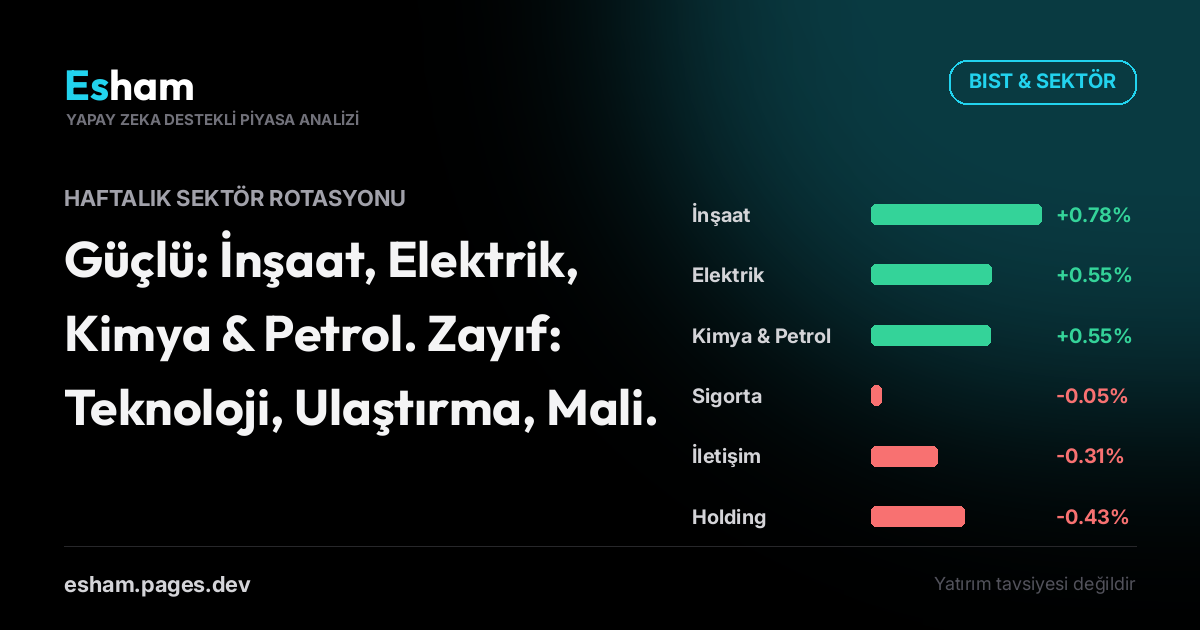 Esham
YAPAY ZEKA DESTEKLİ PİYASA ANALİZİ
BIST & SEKTÖR
HAFTALIK SEKTÖR ROTASYONU
Güçlü: İnşaat, Elektrik,
Kimya & Petrol. Zayıf:
Teknoloji, Ulaştırma, Mali.
İnşaat +0.78%
Elektrik +0.55%
Kimya & Petrol +0.55%
Sigorta -0.05%
İletişim -0.31%
Holding -0.43%
esham.pages.dev
Yatırım tavsiyesi değildir